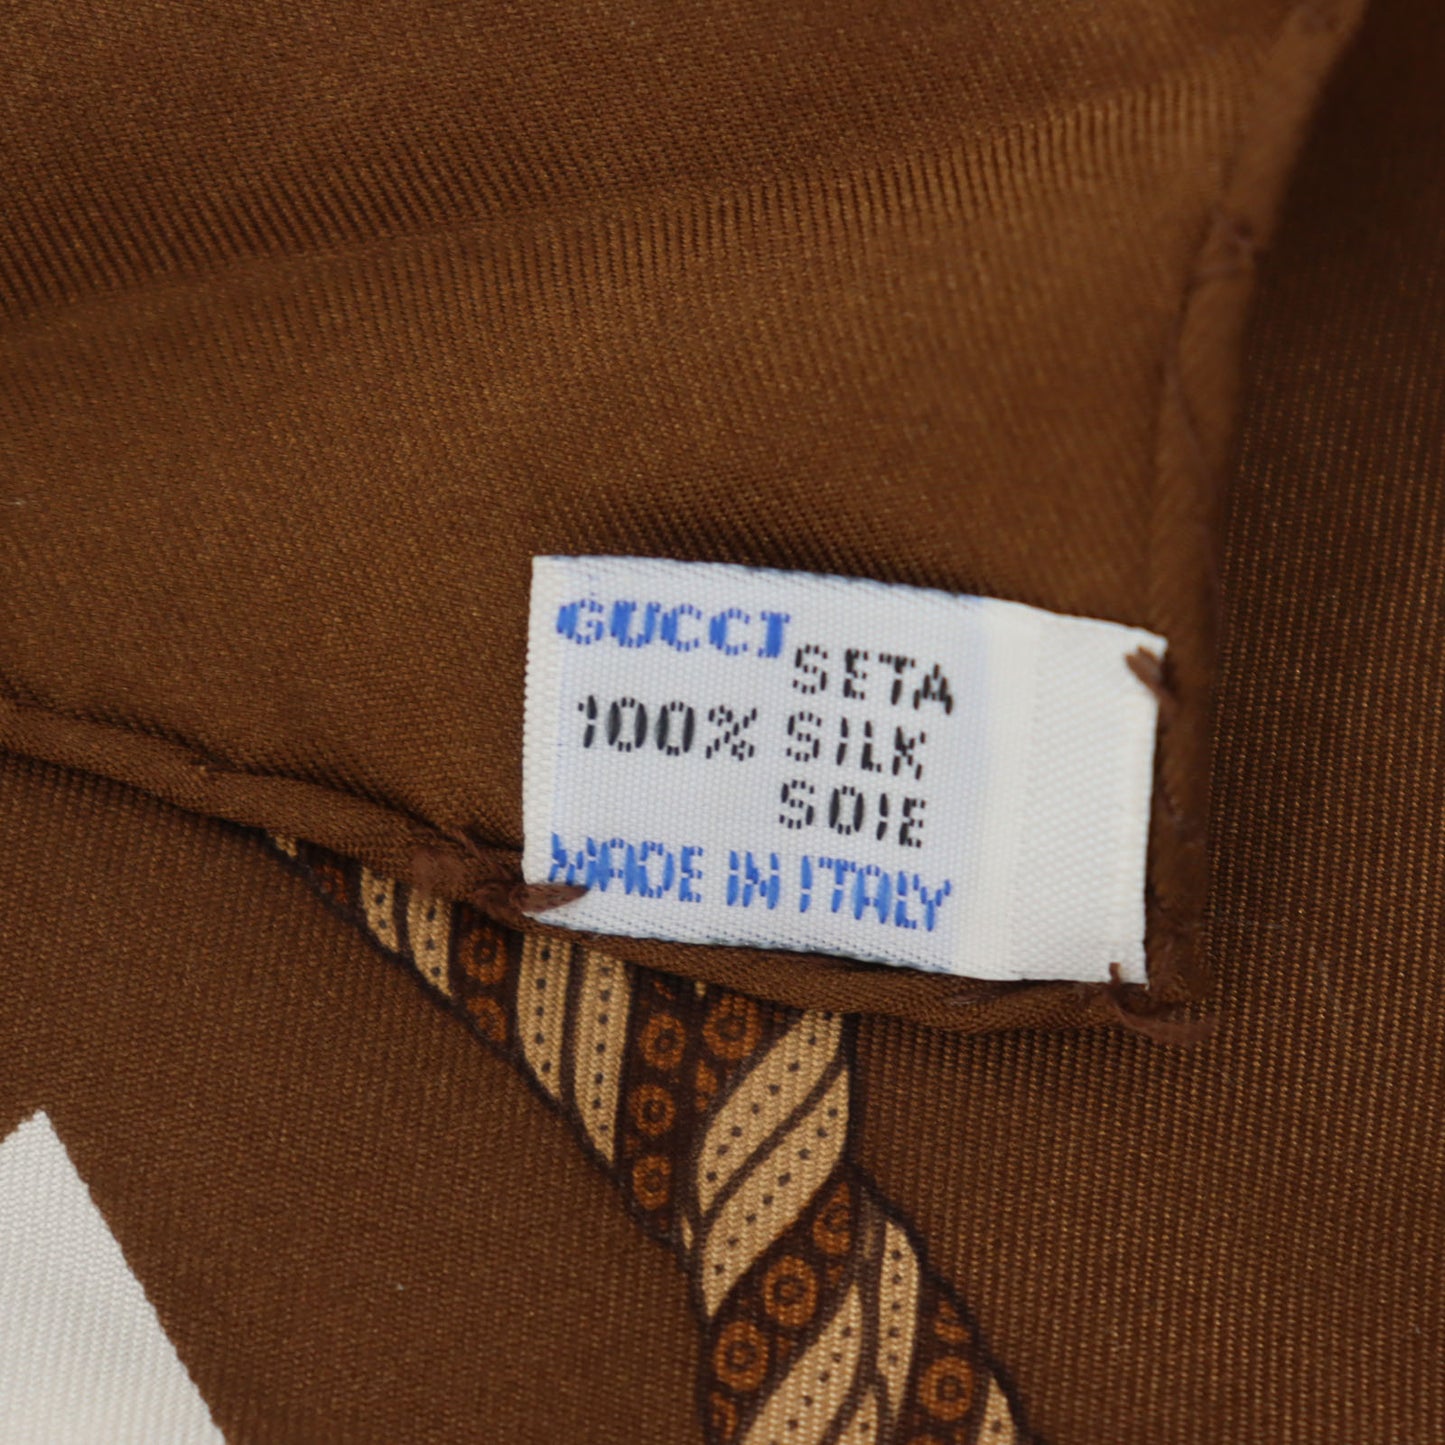 GUCCI
SETA
100% SILK
SOIE
MADE IN ITALY